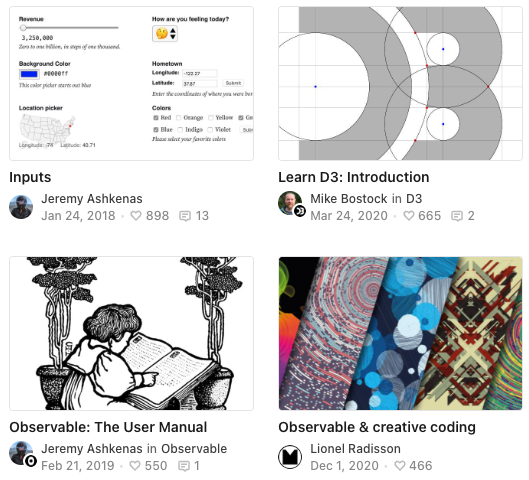 Revenue
3,250,000
Zero to one billion, in steps of one thousand.
Background Color
#0000ff
This color picker starts out blue
Location picker
Longitude: -74 Latitude: 40.71
How are you feeling today?
Hometown
Longitude: -122.27
Latitude: 37.87 Submit
Enter the coordinates of where you were bor
Colors
Red Orange Yellow Gr
Blue Indigo Violet Sub
Please select your favorite colors
Inputs
Jeremy Ashkenas
Jan 24, 2018 · 898 13
Learn D3: Introduction
Mike Bostock in D3
Mar 24, 2020 · 665 2
Observable: The User Manual
Jeremy Ashkenas in Observable
Feb 21, 2019 · 550 1
Observable & creative coding
Lionel Radisson
Dec 1, 2020 · 466